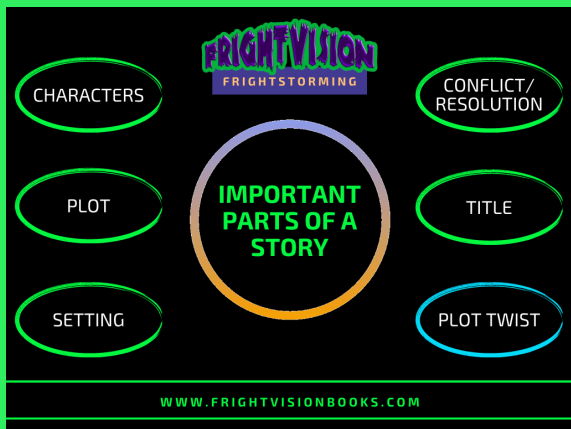 FRIGHTVISION
FRIGHTSTORMING
CHARACTERS
PLOT
SETTING
IMPORTANT
PARTS OF A
STORY
CONFLICT/
RESOLUTION
TITLE
PLOT TWIST
WWW.FRIGHTVISIONBOOKS.COM